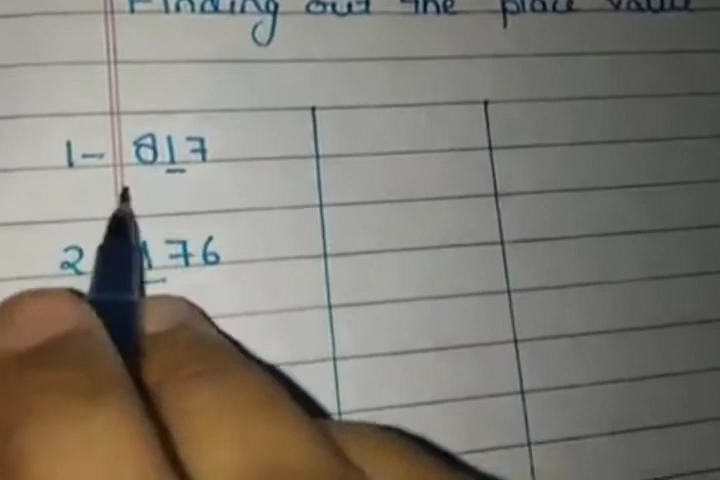 Finding out the place value
1- 817
2 176